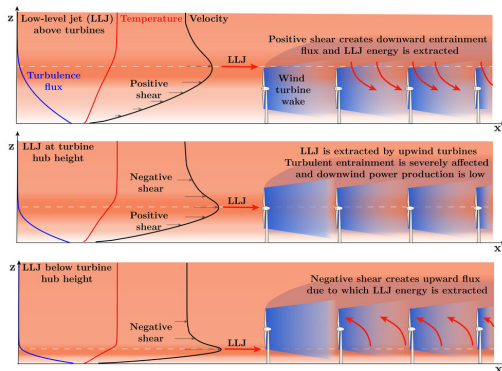 z
Low-level jet (LLJ)
above turbines
Temperature
Velocity
Turbulence
flux
Positive
shear
LLJ
Positive shear creates downward entrainment
flux and LLJ energy is extracted
Wind
turbine
wake
x
z
LLJ at turbine
hub height
Negative
shear
Positive
shear
LLJ
LLJ is extracted by upwind turbines
Turbulent entrainment is severely affected
and downwind power production is low
x
z
LLJ below turbine
hub height
Negative
shear
LLJ
Negative shear creates upward flux
due to which LLJ energy is extracted
x